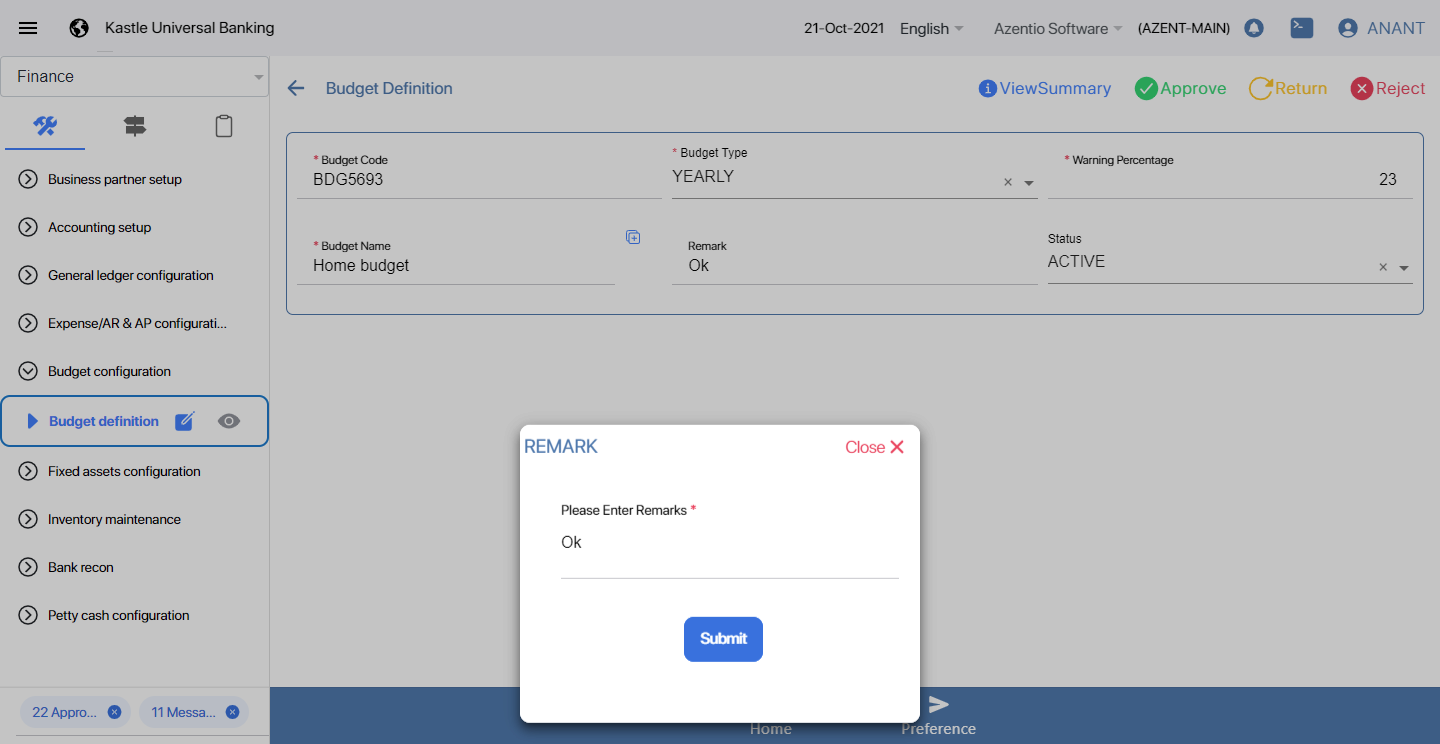 Kastle Universal Banking
21-Oct-2021 English Azentio Software (AZENT-MAIN) ANANT
Finance
Business partner setup
Accounting setup
General ledger configuration
Expense/AR & AP configurati...
Budget configuration
Budget definition
Fixed assets configuration
Inventory maintenance
Bank recon
Petty cash configuration
22 Appro... 11 Messa...
Budget Definition
ViewSummary Approve Return Reject
* Budget Code
BDG5693
* Budget Type
YEARLY
* Warning Percentage
23
* Budget Name
Home budget
Remark
Ok
Status
ACTIVE
REMARK Close
Please Enter Remarks *
Ok
Submit
Home Preference